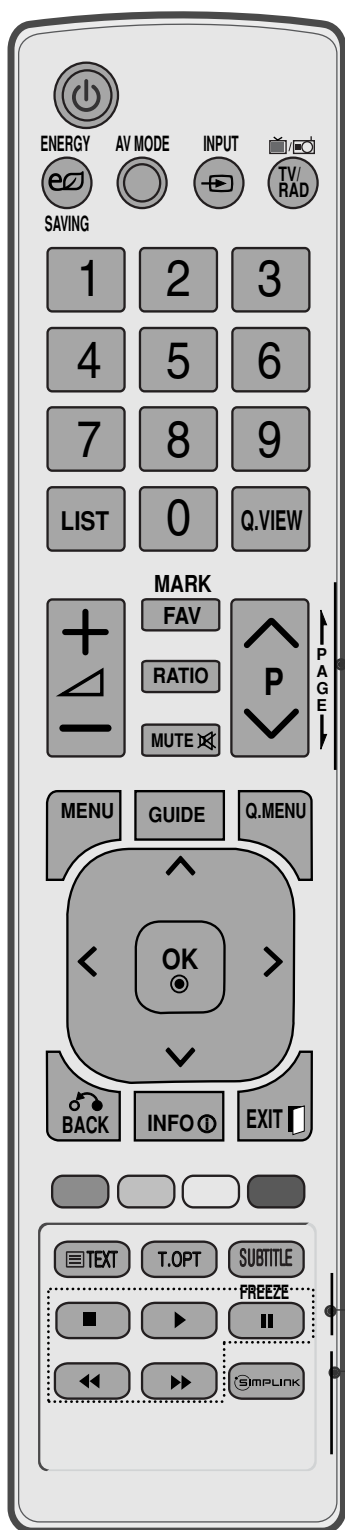 ENERGY AV MODE INPUT
TV/
RAD
SAVING
1 2 3
4 5 6
7 8 9
LIST 0 Q.VIEW
MARK
FAV
RATIO P PAGE
MUTE
MENU GUIDE Q.MENU
OK
BACK INFO EXIT
TEXT T.OPT SUBTITLE
FREEZE
SIMPLINK